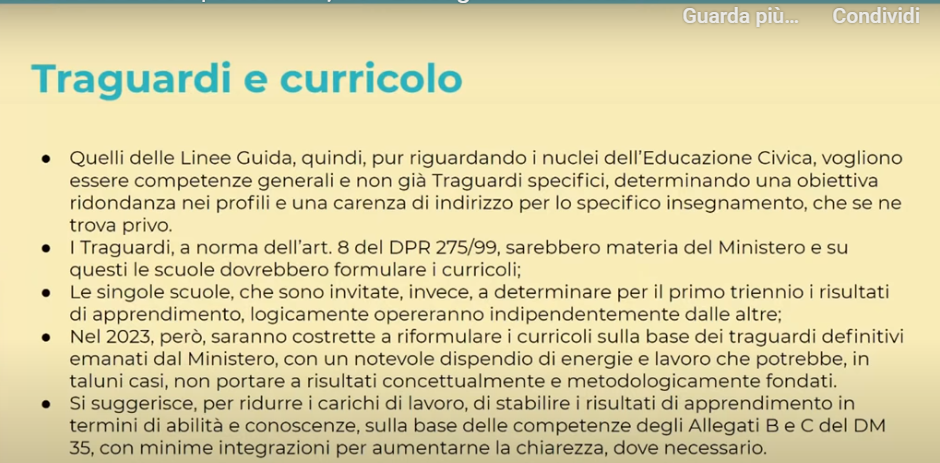 Guarda più... Condividi
Traguardi e curricolo
● Quelli delle Linee Guida, quindi, pur riguardando i nuclei dell'Educazione Civica, vogliono
essere competenze generali e non già Traguardi specifici, determinando una obiettiva
ridondanza nei profili e una carenza di indirizzo per lo specifico insegnamento, che se ne
trova privo.
● I Traguardi, a norma dell'art. 8 del DPR 275/99, sarebbero materia del Ministero e su
questi le scuole dovrebbero formulare i curricoli;
● Le singole scuole, che sono invitate, invece, a determinare per il primo triennio i risultati
di apprendimento, logicamente opereranno indipendentemente dalle altre;
● Nel 2023, però, saranno costrette a riformulare i curricoli sulla base dei traguardi definitivi
emanati dal Ministero, con un notevole dispendio di energie e lavoro che potrebbe, in
taluni casi, non portare a risultati concettualmente e metodologicamente fondati.
● Si suggerisce, per ridurre i carichi di lavoro, di stabilire i risultati di apprendimento in
termini di abilità e conoscenze, sulla base delle competenze degli Allegati B e C del DM
35, con minime integrazioni per aumentarne la chiarezza, dove necessario.